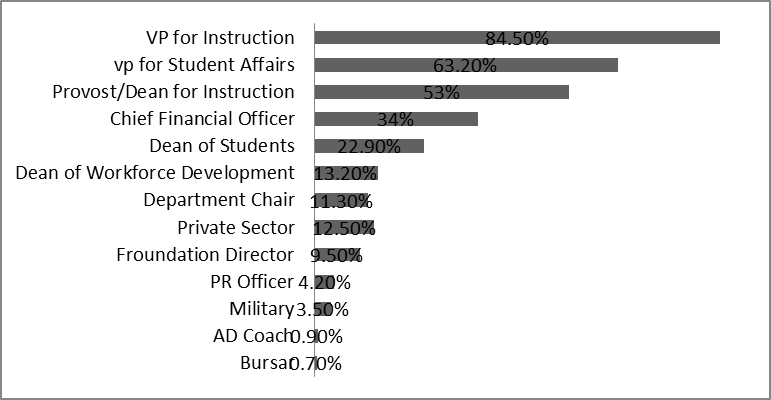 VP for Instruction 84.50%
vp for Student Affairs 63.20%
Provost/Dean for Instruction 53%
Chief Financial Officer 34%
Dean of Students 22.90%
Dean of Workforce Development 13.20%
Department Chair 11.30%
Private Sector 12.50%
Froundation Director 9.50%
PR Officer 4.20%
Military 3.50%
AD Coach 0.90%
Bursar 0.70%